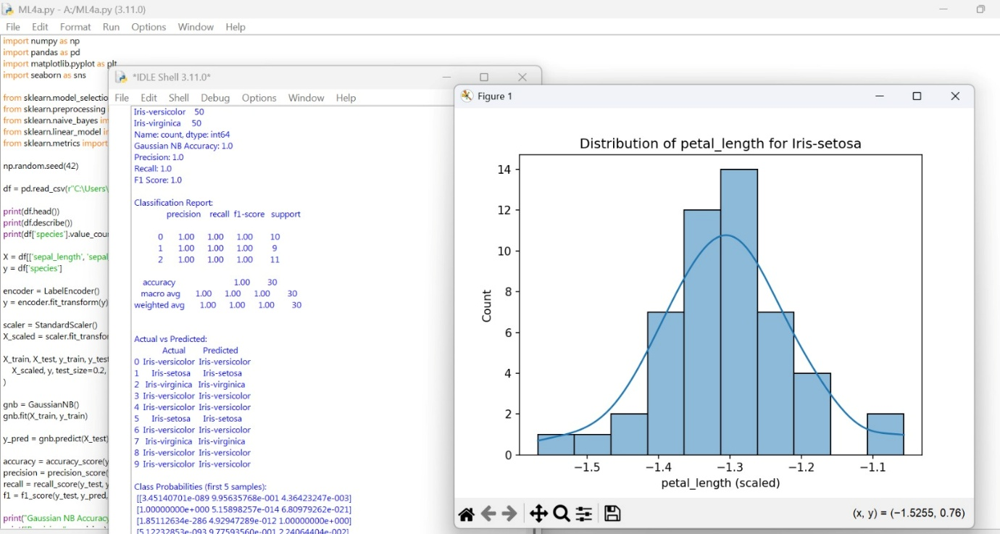 ML4a.py - A:/ML4a.py (3.11.0)
File Edit Format Run Options Window Help
import numpy as np
import pandas as pd
import matplotlib.pyplot as plt
import seaborn as sns
from sklearn.model_selectio
from sklearn.preprocessing
from sklearn.naive_bayes im
from sklearn.linear_model
from sklearn.metrics import
np.random.seed(42)
df = pd.read_csv(r"C:\Users\
print(df.head())
print(df.describe())
print(df['species'].value_cou
X = df[['sepal_length', 'sepal
y = df['species']
encoder = LabelEncoder()
y = encoder.fit_transform(y)
scaler = StandardScaler()
X_scaled = scaler.fit_transfo
X_train, X_test, y_train, y_test
X_scaled, y, test_size=0.2,
)
gnb = GaussianNB()
gnb.fit(X_train, y_train)
y_pred = gnb.predict(X_test)
accuracy = accuracy_score(y
precision = precision_score(
recall = recall_score(y_test, y
f1 = f1_score(y_test, y_pred,
print("Gaussian NB Accuracy
*IDLE Shell 3.11.0*
File Edit Shell Debug Options Window Help
Iris-versicolor 50
Iris-virginica 50
Name: count, dtype: int64
Gaussian NB Accuracy: 1.0
Precision: 1.0
Recall: 1.0
F1 Score: 1.0
Classification Report:
precision recall f1-score support
0 1.00 1.00 1.00 10
1 1.00 1.00 1.00 9
2 1.00 1.00 1.00 11
accuracy 1.00 30
macro avg 1.00 1.00 1.00 30
weighted avg 1.00 1.00 1.00 30
Actual vs Predicted:
Actual Predicted
0 Iris-versicolor Iris-versicolor
1 Iris-setosa Iris-setosa
2 Iris-virginica Iris-virginica
3 Iris-versicolor Iris-versicolor
4 Iris-versicolor Iris-versicolor
5 Iris-setosa Iris-setosa
6 Iris-versicolor Iris-versicolor
7 Iris-virginica Iris-virginica
8 Iris-versicolor Iris-versicolor
9 Iris-versicolor Iris-versicolor
Class Probabilities (first 5 samples):
[[3.45140701e-089 9.95635768e-001 4.36423247e-003]
[1.00000000e+000 5.15898257e-014 6.80979262e-021]
[1.85112634e-286 4.92947289e-012 1.00000000e+000]
[5.12232853e-093 9.77593560e-001 2.24064404e-002]
Figure 1
Distribution of petal_length for Iris-setosa
14
12
10
8
6
4
2
0
Count
−1.5 −1.4 −1.3 −1.2 −1.1
petal_length (scaled)
(x, y) = (−1.5255, 0.76)